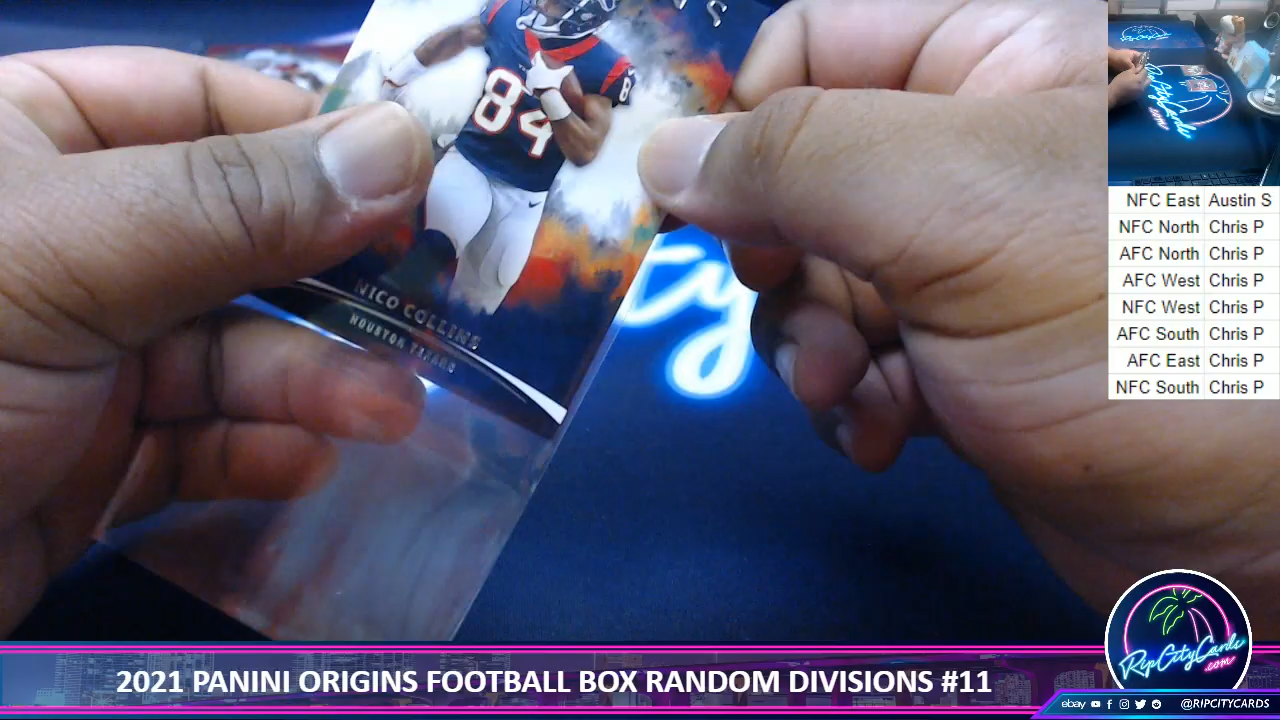 84
8
NICO COLLINS
HOUSTON TEXANS
ty
NFC East Austin S
NFC North Chris P
AFC North Chris P
AFC West Chris P
NFC West Chris P
AFC South Chris P
AFC East Chris P
NFC South Chris P
RipCityCards
.com
2021 PANINI ORIGINS FOOTBALL BOX RANDOM DIVISIONS #11
ebay @RIPCITYCARDS